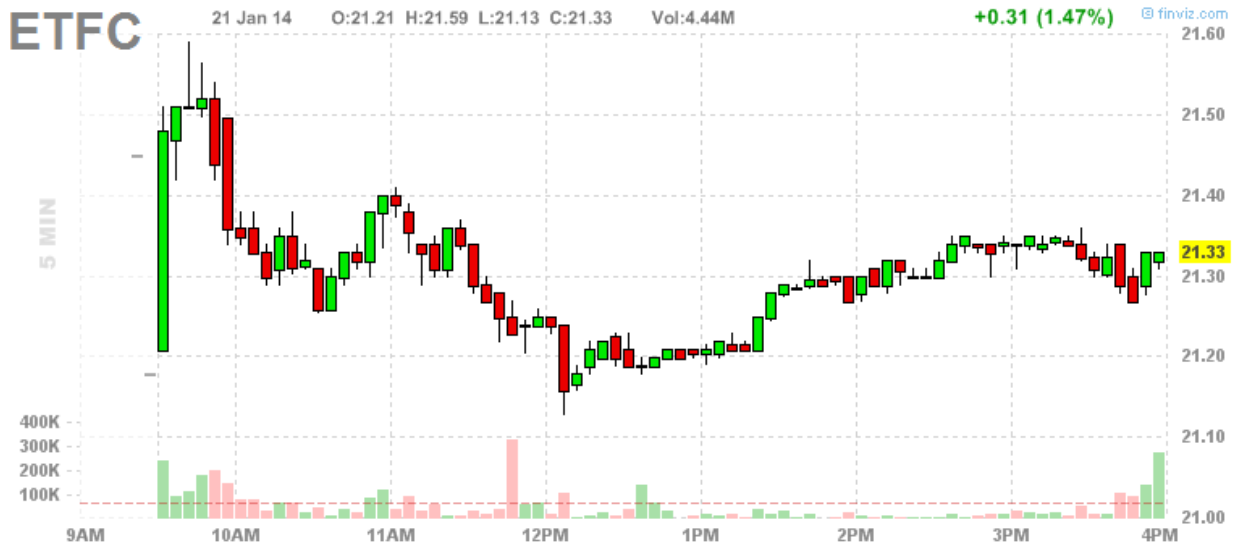 ETFC
21 Jan 14 O:21.21 H:21.59 L:21.13 C:21.33 Vol:4.44M +0.31 (1.47%) © finviz.com
21.60
21.50
21.40
5 MIN
21.33
21.30
21.20
400K
21.10
300K
200K
100K
21.00
9AM 10AM 11AM 12PM 1PM 2PM 3PM 4PM